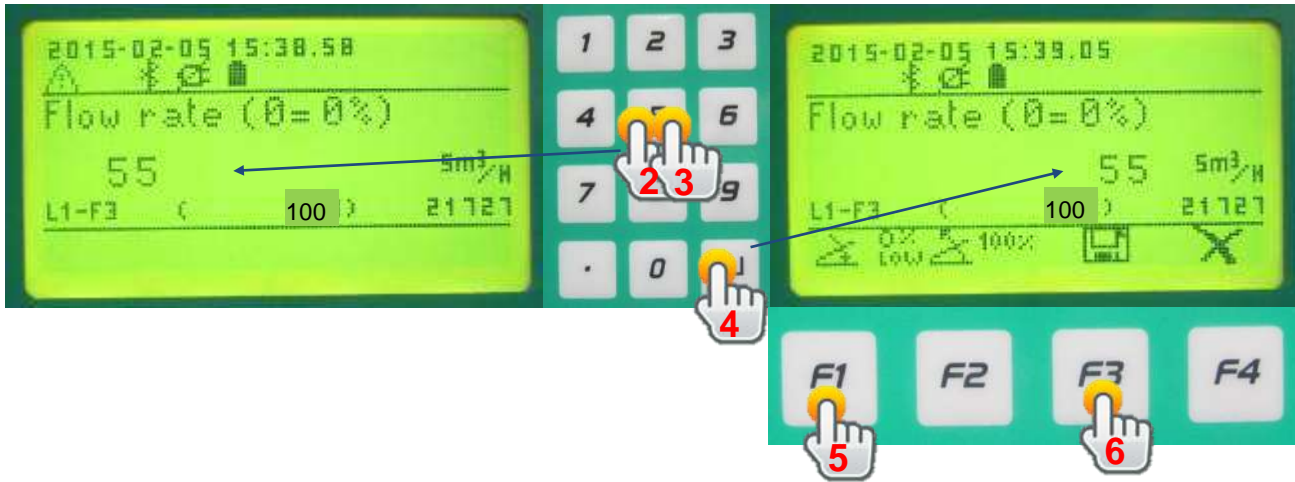 2015-02-05 15:38.58
Flow rate (0= 0%)
55 Sm³/H
L1-F3 ( 100 ) 21727
1 2 3
4 6
7 9
. 0
2 3
4
2015-02-05 15:39.05
Flow rate (0= 0%)
55 Sm³/H
L1-F3 ( 100 ) 21727
0% LOW 100%
F1 F2 F3 F4
5 6